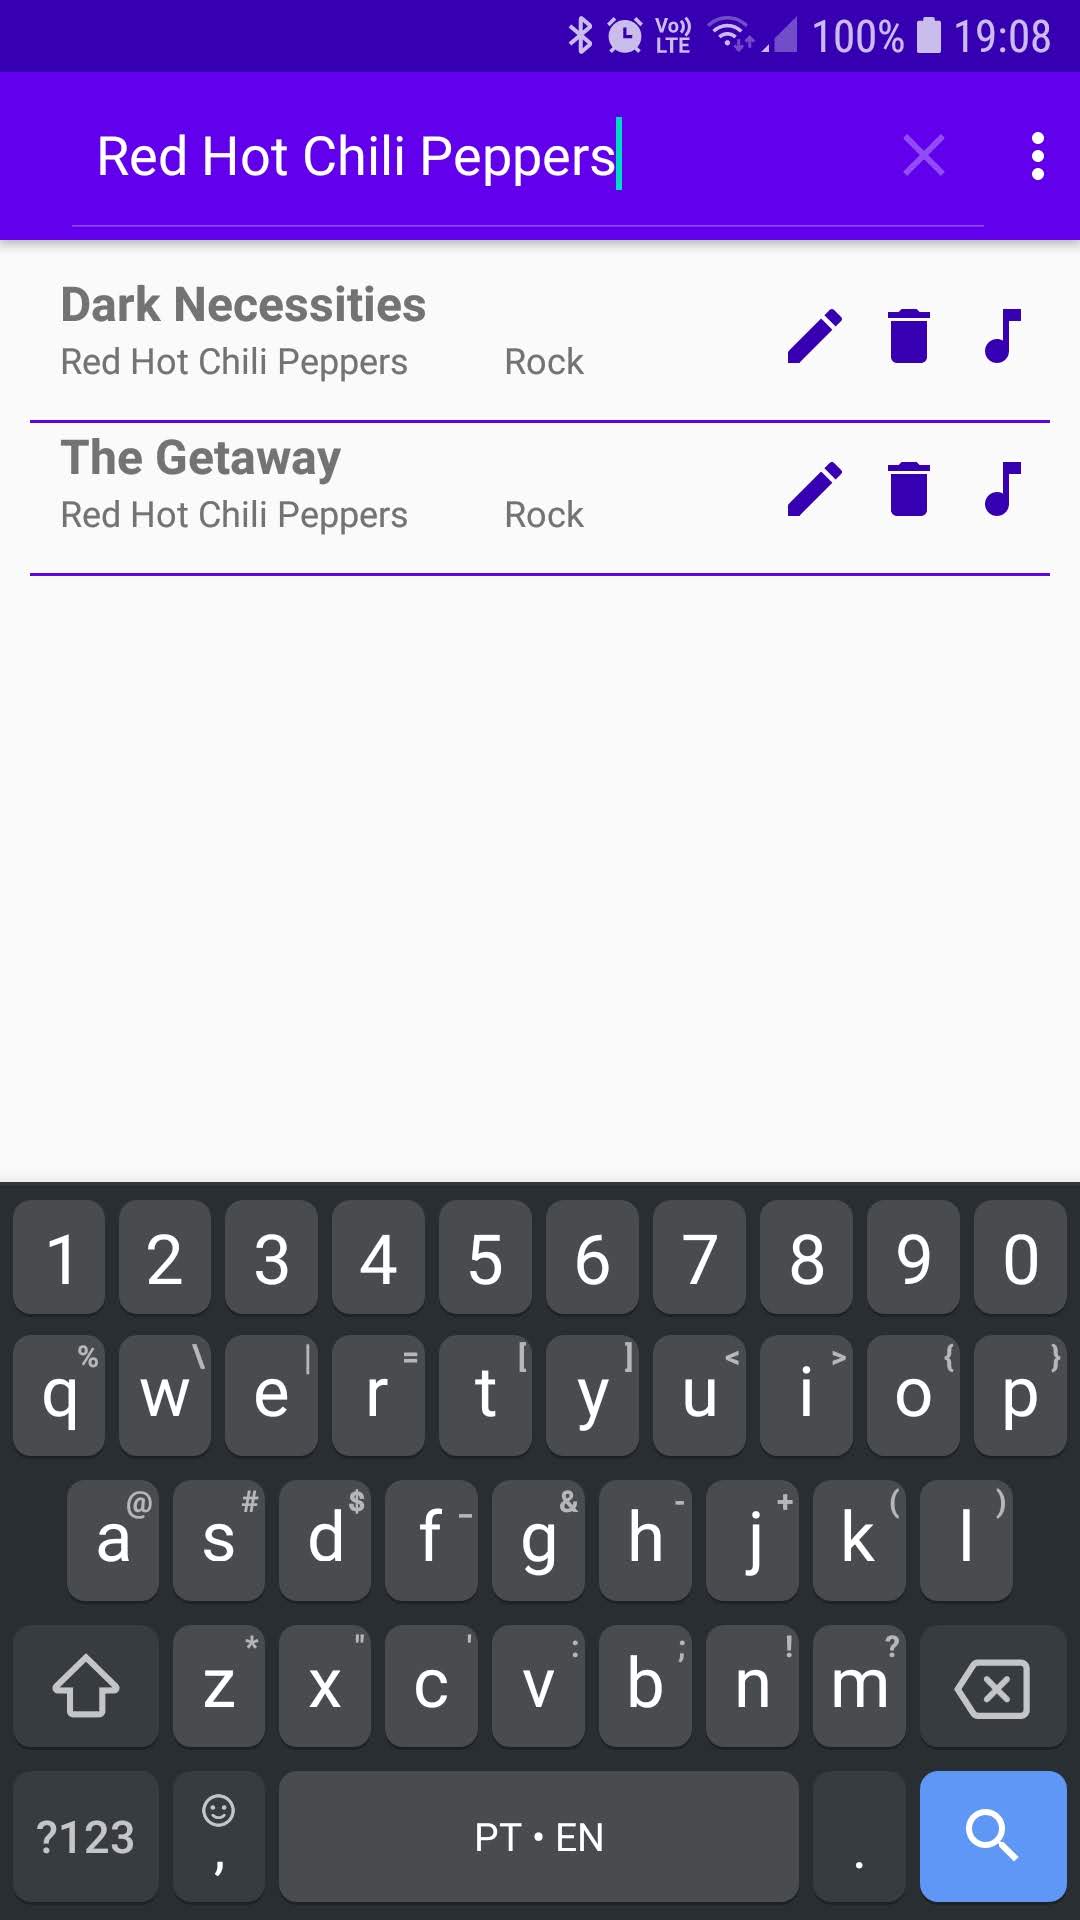 Vo)) LTE 100% 19:08
Red Hot Chili Peppers
Dark Necessities
Red Hot Chili Peppers Rock
The Getaway
Red Hot Chili Peppers Rock
1 2 3 4 5 6 7 8 9 0
% \ | = [ ] < > { }
q w e r t y u i o p
@ # $ _ & - + ( )
a s d f g h j k l
* " ' : ; ! ?
z x c v b n m
?123 , PT • EN .